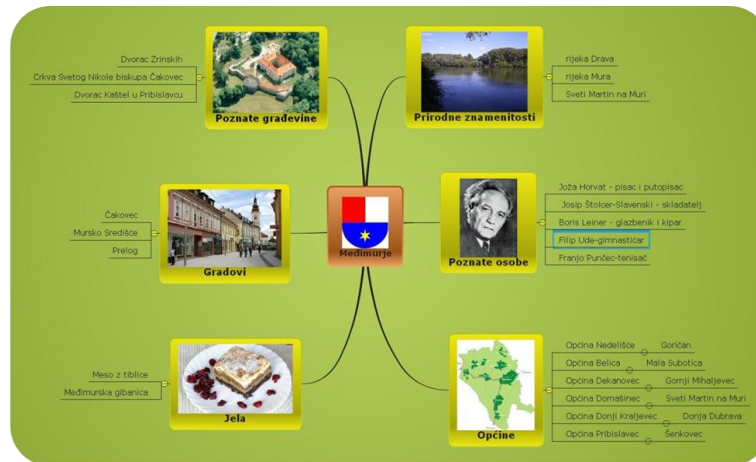 Dvorac Zrinskih
Crkva Svetog Nikole biskupa Čakovec
Dvorac Kaštel u Pribislavcu
Poznate građevine
Prirodne znamenitosti
rijeka Drava
rijeka Mura
Sveti Martin na Muri
Čakovec
Mursko Središće
Prelog
Gradovi
Međimurje
Poznate osobe
Joža Horvat - pisac i putopisac
Josip Štolcer-Slavenski - skladatelj
Boris Leiner - glazbenik i kipar
Filip Ude-gimnastičar
Franjo Punčec-tenisač
Meso z tiblice
Međimurska gibanica
Jela
Općine
Općina Nedelišće Goričan
Općina Belica Mala Subotica
Općina Dekanovec Gornji Mihaljevec
Općina Domašinec Sveti Martin na Muri
Općina Donji Kraljevec Donja Dubrava
Općina Pribislavec Šenkovec